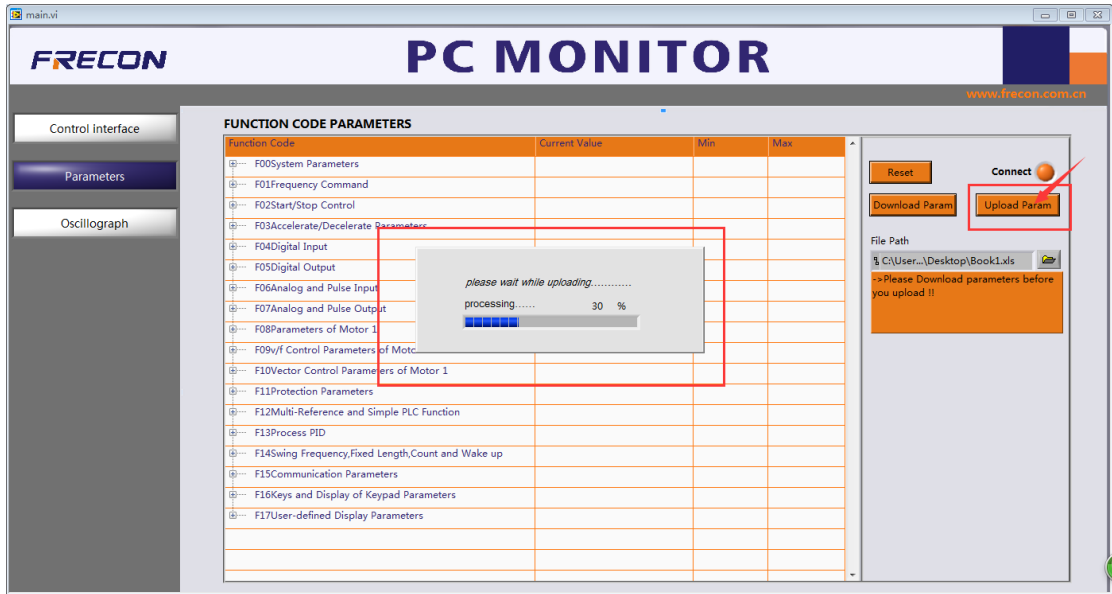 main.vi
FRECON
PC MONITOR
www.frecon.com.cn
Control interface
Parameters
Oscillograph
FUNCTION CODE PARAMETERS
Function Code Current Value Min Max
F00System Parameters
F01Frequency Command
F02Start/Stop Control
F03Accelerate/Decelerate Parameters
F04Digital Input
F05Digital Output
F06Analog and Pulse Input
F07Analog and Pulse Output
F08Parameters of Motor 1
F09v/f Control Parameters of Moto
F10Vector Control Parameters of Motor 1
F11Protection Parameters
F12Multi-Reference and Simple PLC Function
F13Process PID
F14Swing Frequency,Fixed Length,Count and Wake up
F15Communication Parameters
F16Keys and Display of Keypad Parameters
F17User-defined Display Parameters
please wait while uploading............
processing...... 30 %
Reset Connect
Download Param Upload Param
File Path
C:\User...\Desktop\Book1.xls
->Please Download parameters before
you upload !!